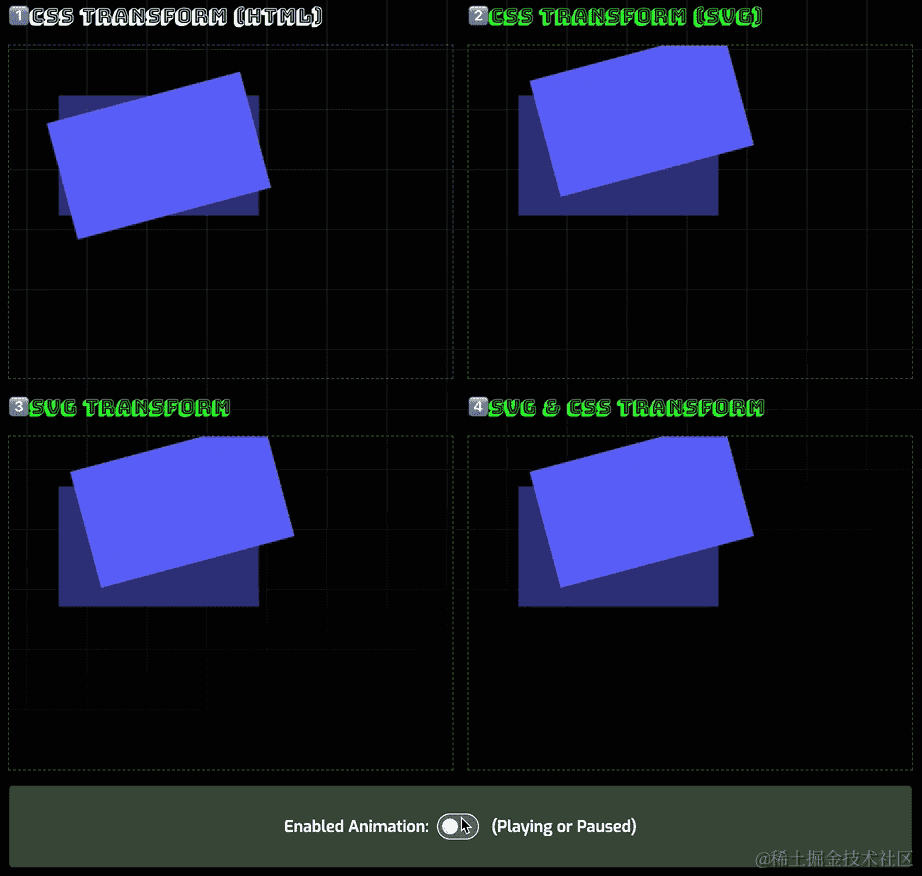 1 CSS TRANSFORM (HTML)
2 CSS TRANSFORM (SVG)
3 SVG TRANSFORM
4 SVG & CSS TRANSFORM
Enabled Animation: (Playing or Paused)
@稀土掘金技术社区